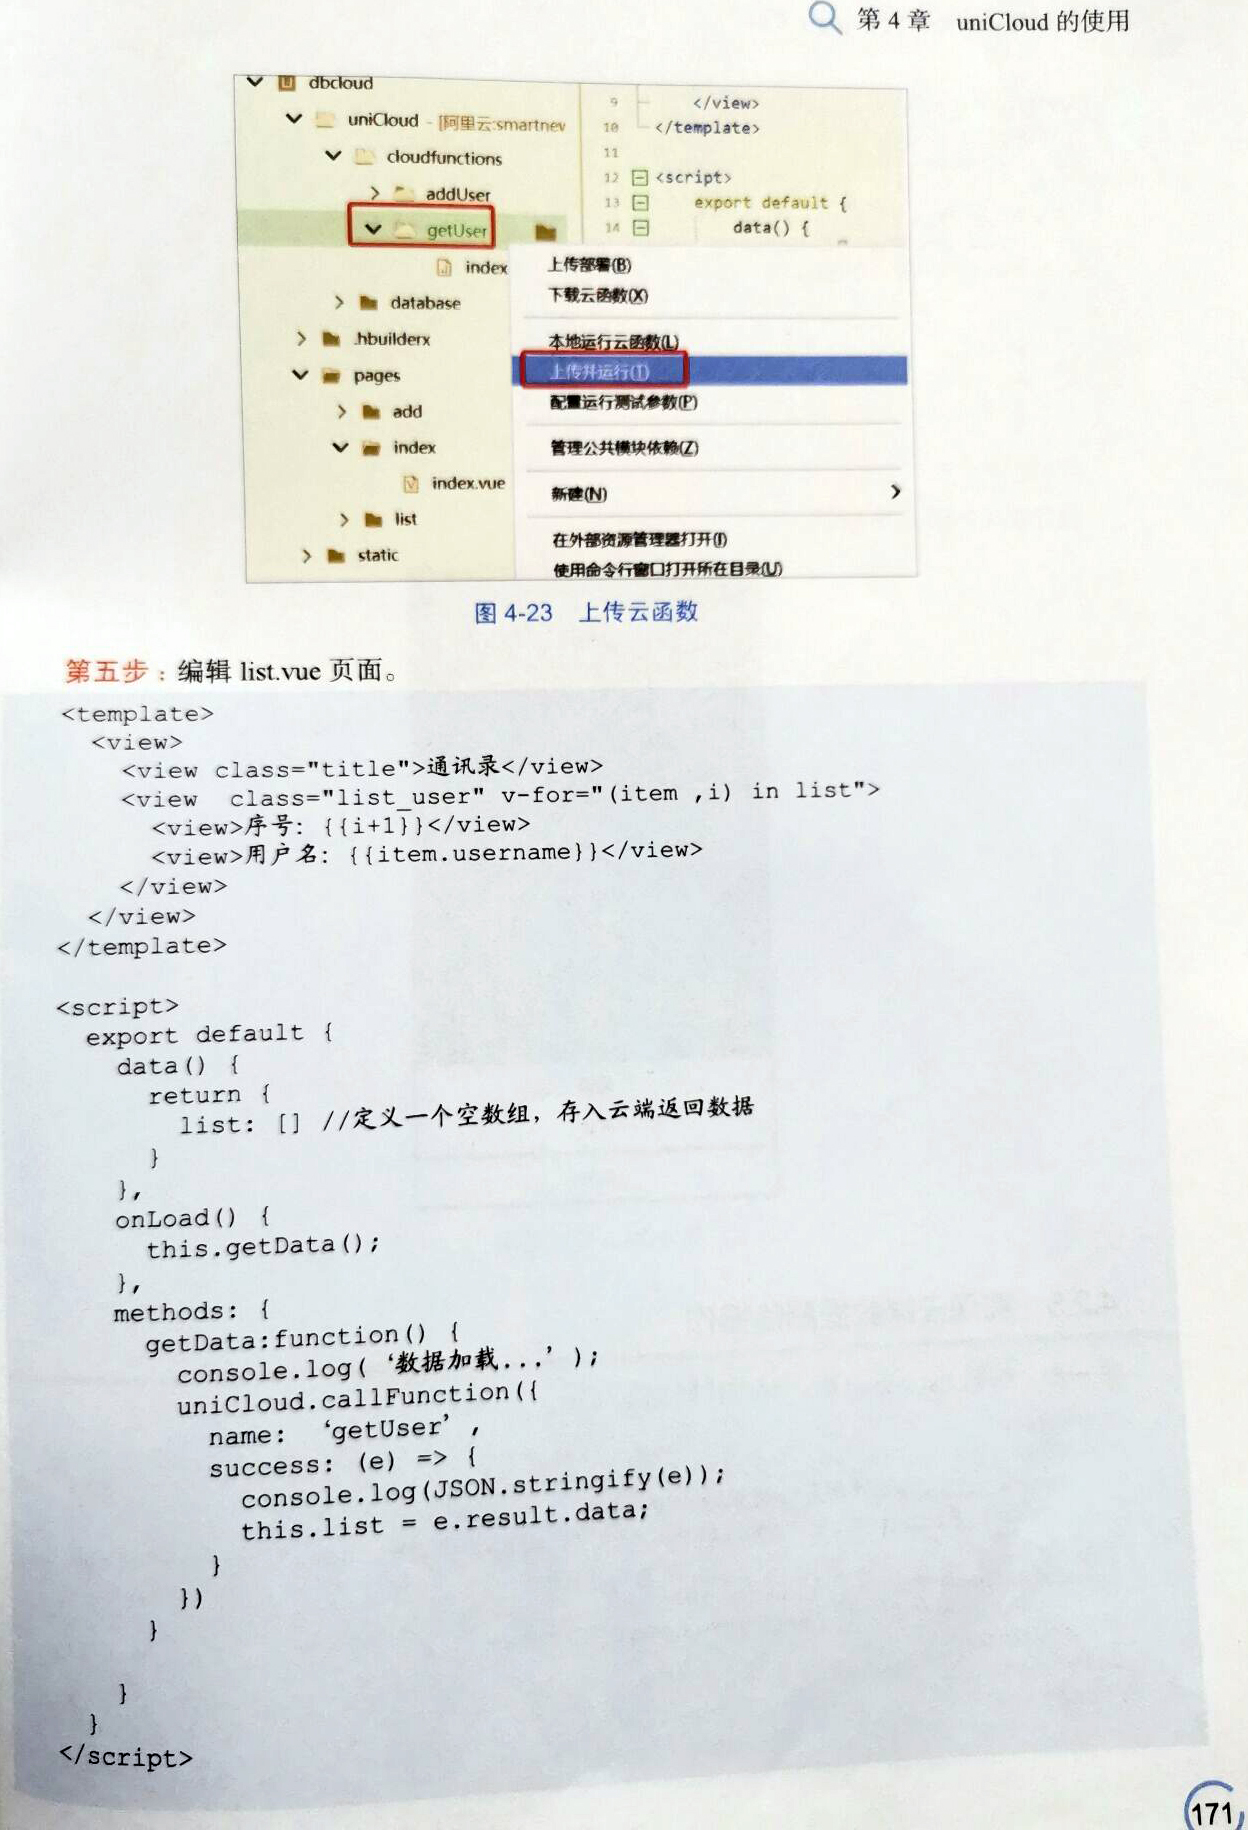 第 4 章 uniCloud 的使用
dbcloud
uniCloud - [阿里云:smartnev
cloudfunctions
addUser
getUser
index
database
.hbuilderx
pages
add
index
index.vue
list
static
9 </view>
10 </template>
11
12 <script>
13 export default {
14 data() {
上传部署(B)
下载云函数(X)
本地运行云函数(L)
上传并运行(T)
配置运行测试参数(P)
管理公共模块依赖(Z)
新建(N)
在外部资源管理器打开(I)
使用命令行窗口打开所在目录(U)
图 4-23 上传云函数
第五步：编辑 list.vue 页面。
<template>
<view>
<view class="title">通讯录</view>
<view class="list_user" v-for="(item ,i) in list">
<view>序号: {{i+1}}</view>
<view>用户名: {{item.username}}</view>
</view>
</view>
</template>
<script>
export default {
data() {
return {
list: [] //定义一个空数组，存入云端返回数据
}
},
onLoad() {
this.getData();
},
methods: {
getData:function() {
console.log( ‘数据加载...’ );
uniCloud.callFunction({
name: ‘getUser’ ,
success: (e) => {
console.log(JSON.stringify(e));
this.list = e.result.data;
}
})
}
}
}
</script>
171